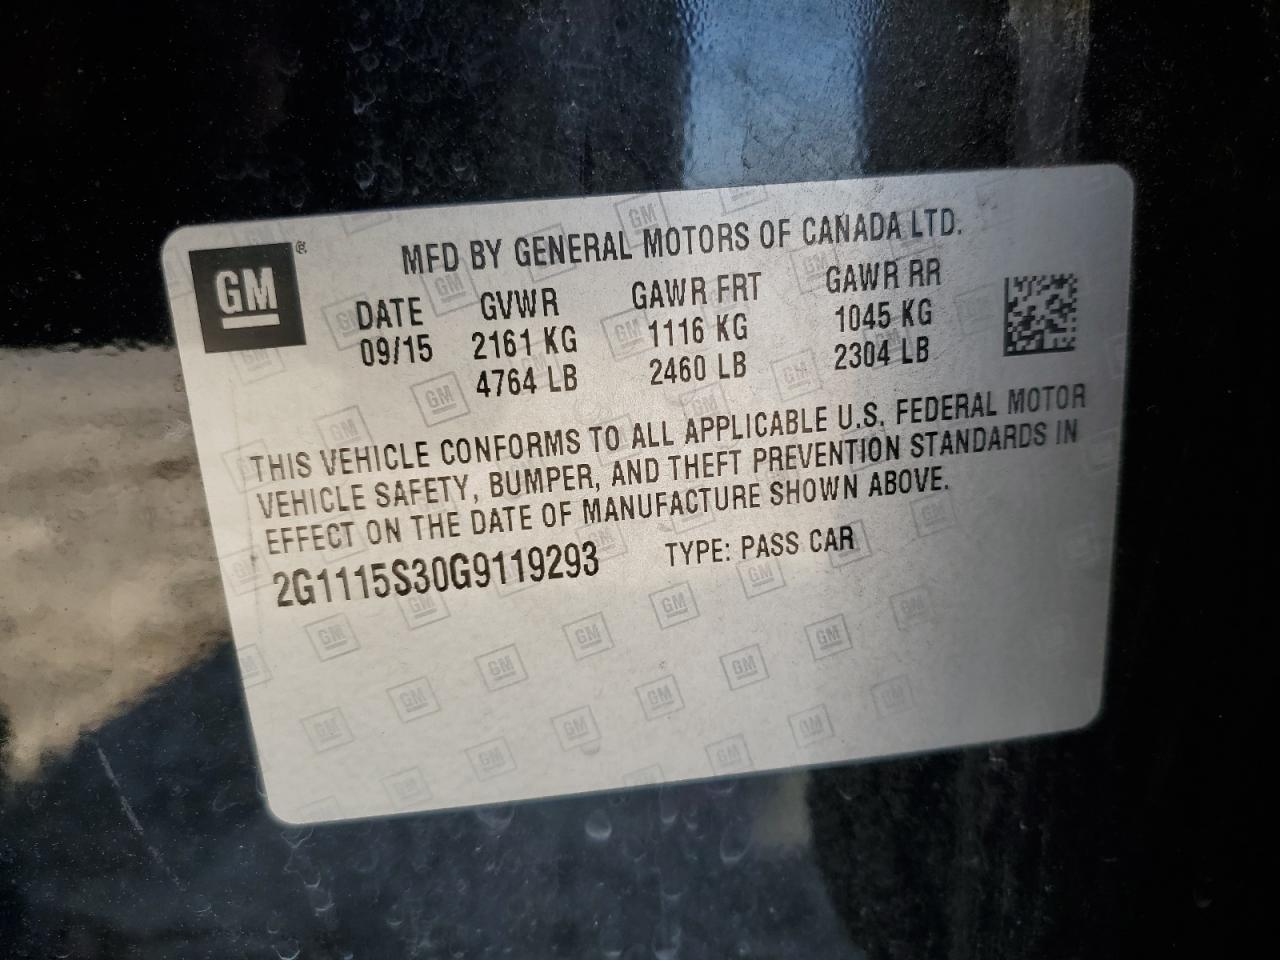 GM ®
MFD BY GENERAL MOTORS OF CANADA LTD.
DATE GVWR GAWR FRT GAWR RR
09/15 2161 KG 1116 KG 1045 KG
4764 LB 2460 LB 2304 LB
THIS VEHICLE CONFORMS TO ALL APPLICABLE U.S. FEDERAL MOTOR
VEHICLE SAFETY, BUMPER, AND THEFT PREVENTION STANDARDS IN
EFFECT ON THE DATE OF MANUFACTURE SHOWN ABOVE.
2G1115S30G9119293 TYPE: PASS CAR